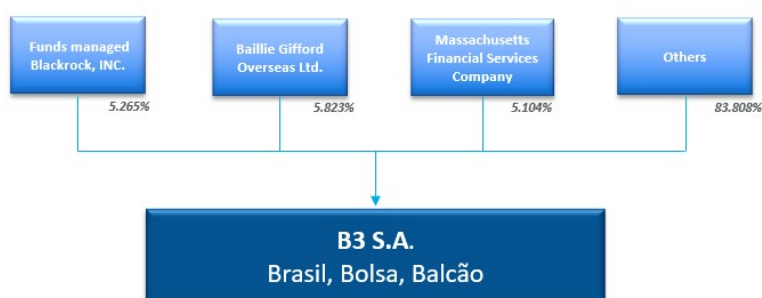 Funds managed
Blackrock, INC.
5.265%
Baillie Gifford
Overseas Ltd.
5.823%
Massachusetts
Financial Services
Company
5.104%
Others
83.808%
B3 S.A.
Brasil, Bolsa, Balcão